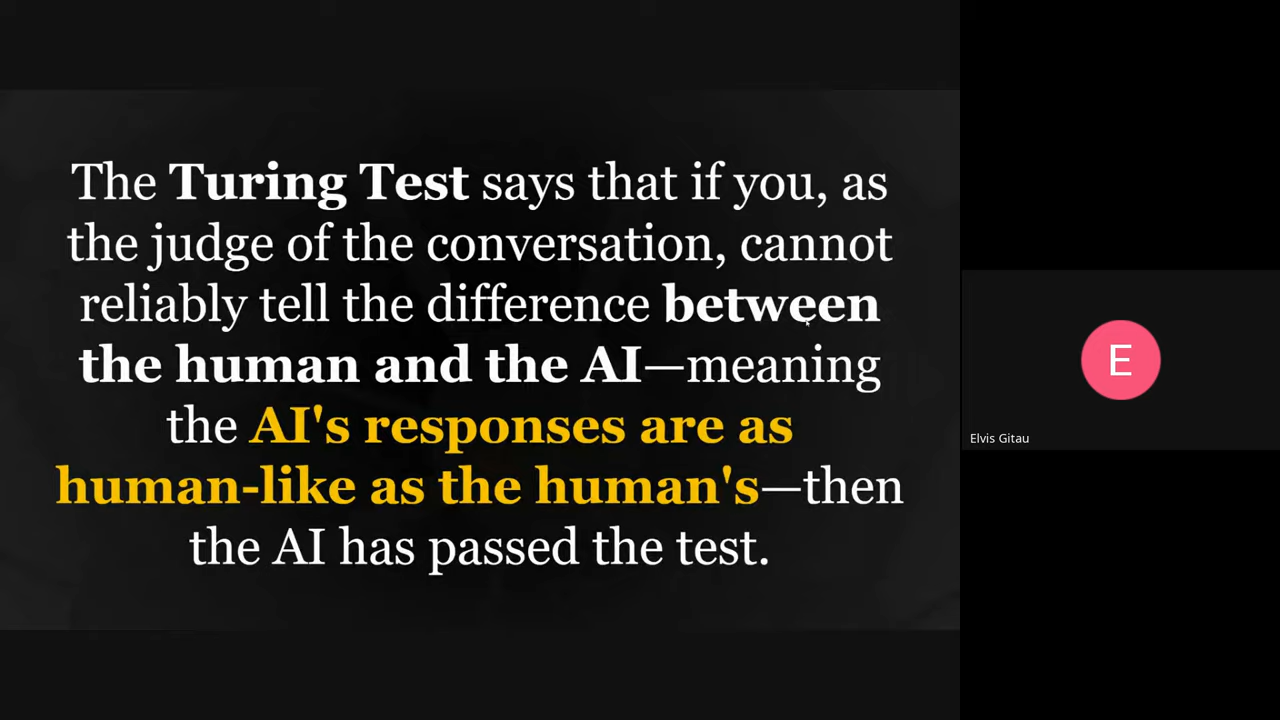 The Turing Test says that if you, as
the judge of the conversation, cannot
reliably tell the difference between
the human and the AI—meaning
the AI's responses are as
human-like as the human's—then
the AI has passed the test.
E
Elvis Gitau